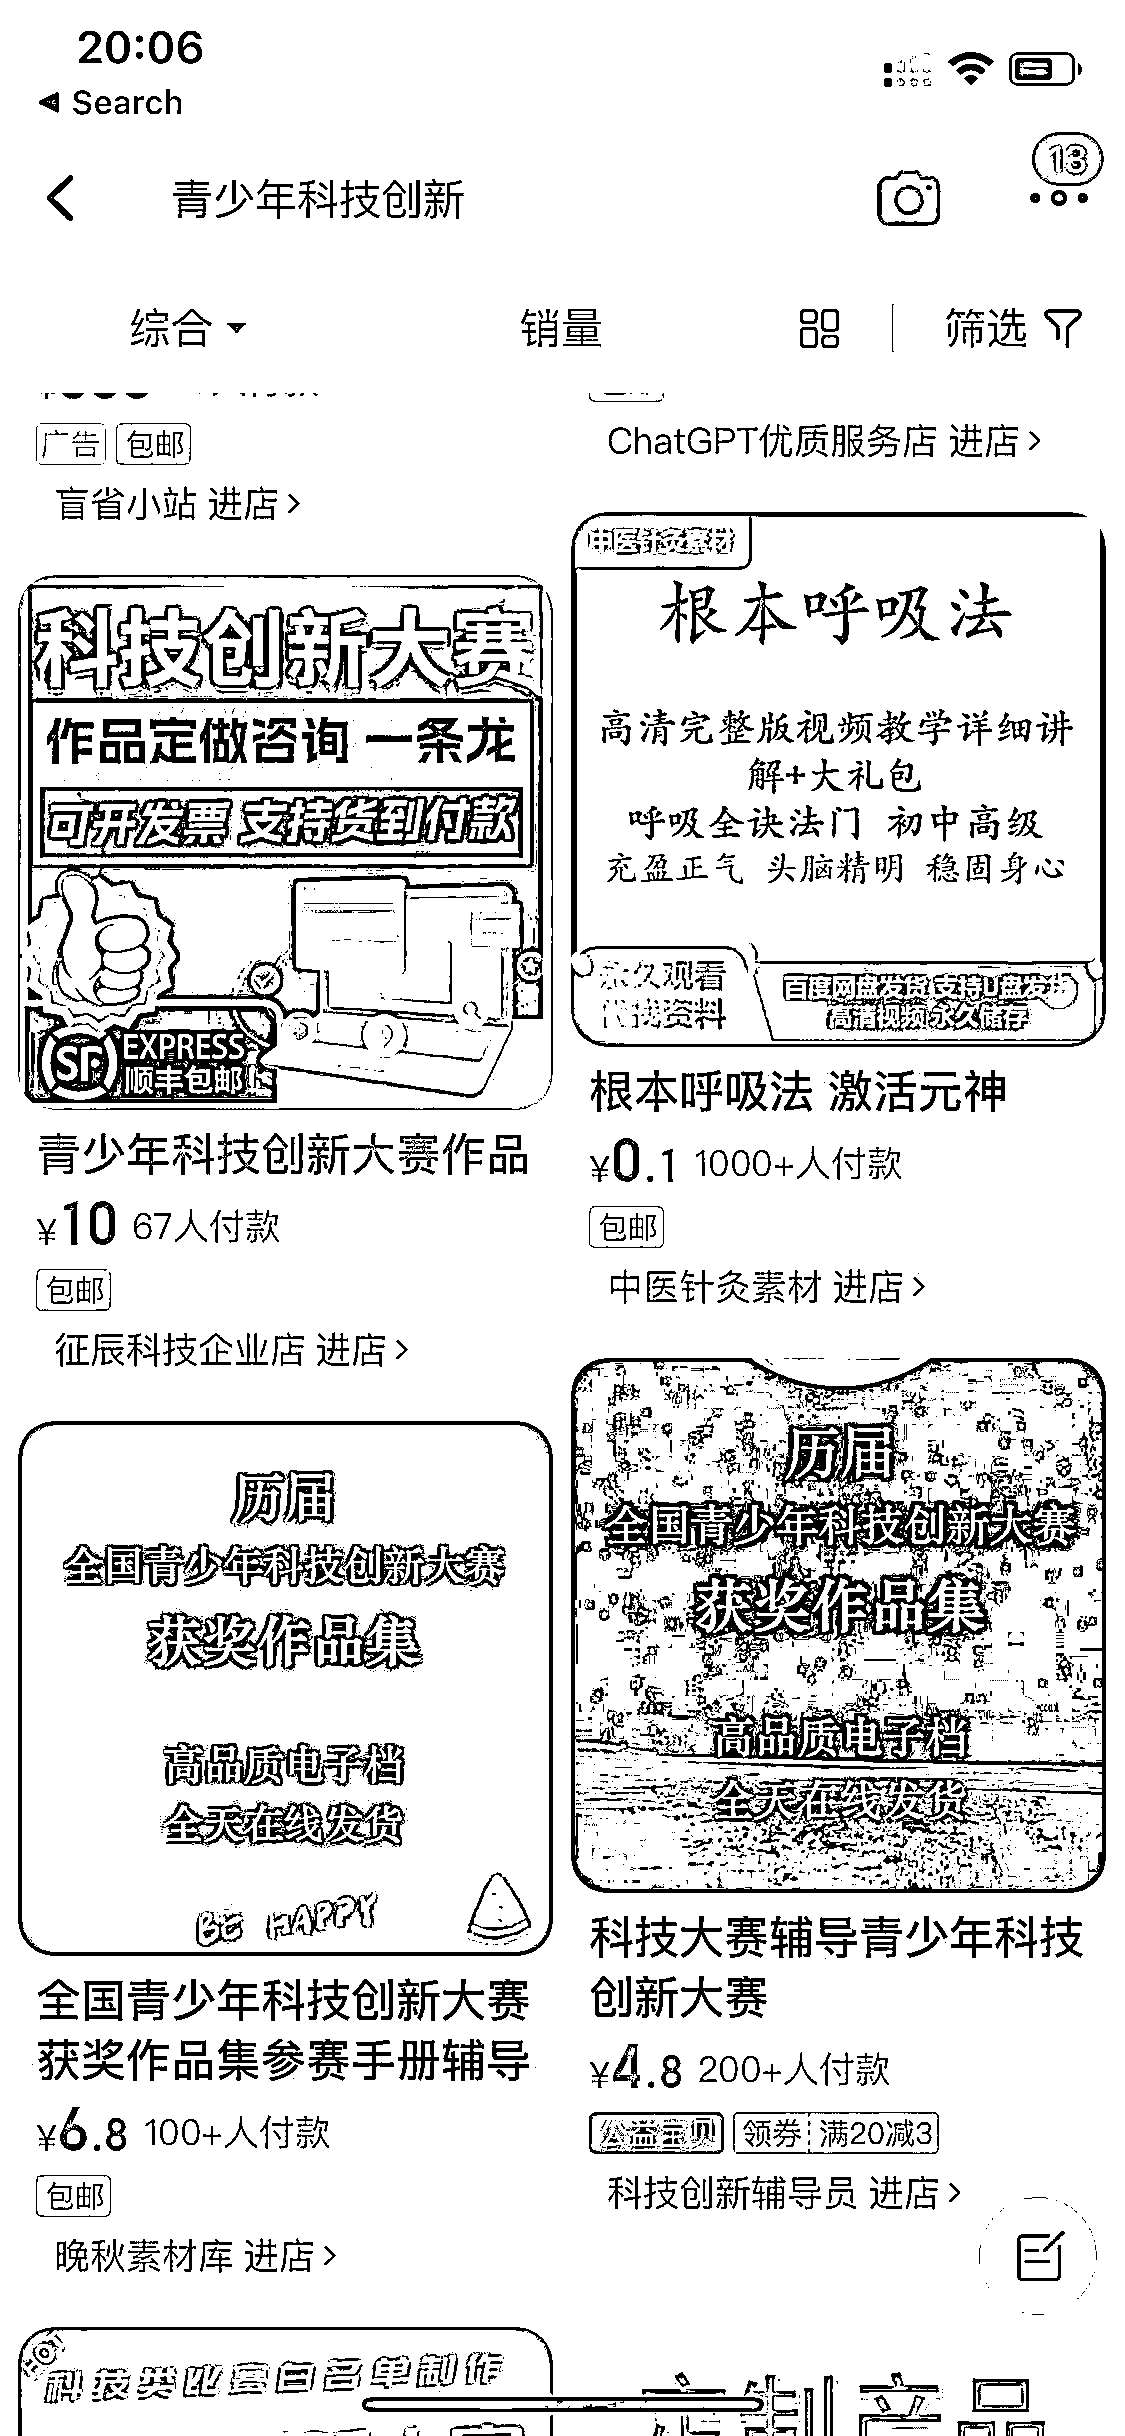 20:06
Search
13
青少年科技创新
综合
销量
筛选
广告 包邮
盲省小站 进店
科技创新大赛
作品定做咨询 一条龙
可开发票 支持货到付款
SF EXPRESS
顺丰包邮
青少年科技创新大赛作品
¥10 67人付款
包邮
征辰科技企业店 进店
历届
全国青少年科技创新大赛
获奖作品集
高品质电子档
全天在线发货
BE HAPPY
全国青少年科技创新大赛
获奖作品集参赛手册辅导
¥6.8 100+人付款
包邮
晚秋素材库 进店
HOT
科技类比赛白名单制作
ChatGPT优质服务店 进店
中医针灸素材
根本呼吸法
高清完整版视频教学详细讲
解+大礼包
呼吸全诀法门 初中高级
充盈正气 头脑精明 稳固身心
永久观看
代找资料
百度网盘发货 支持U盘发货
高清视频 永久储存
根本呼吸法 激活元神
¥0.1 1000+人付款
包邮
中医针灸素材 进店
历届
全国青少年科技创新大赛
获奖作品集
高品质电子档
全天在线发货
科技大赛辅导青少年科技
创新大赛
¥4.8 200+人付款
公益宝贝 领券 满20减3
科技创新辅导员 进店